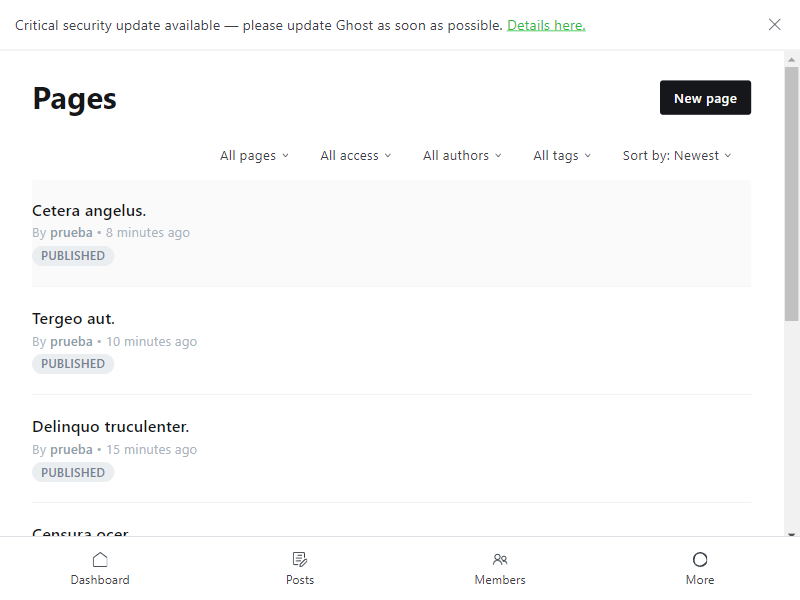 Critical security update available — please update Ghost as soon as possible. Details here.
Pages
New page
All pages
All access
All authors
All tags
Sort by: Newest
Cetera angelus.
By prueba • 8 minutes ago
PUBLISHED
Tergeo aut.
By prueba • 10 minutes ago
PUBLISHED
Delinquo truculenter.
By prueba • 15 minutes ago
PUBLISHED
Censura ocer
Dashboard
Posts
Members
More